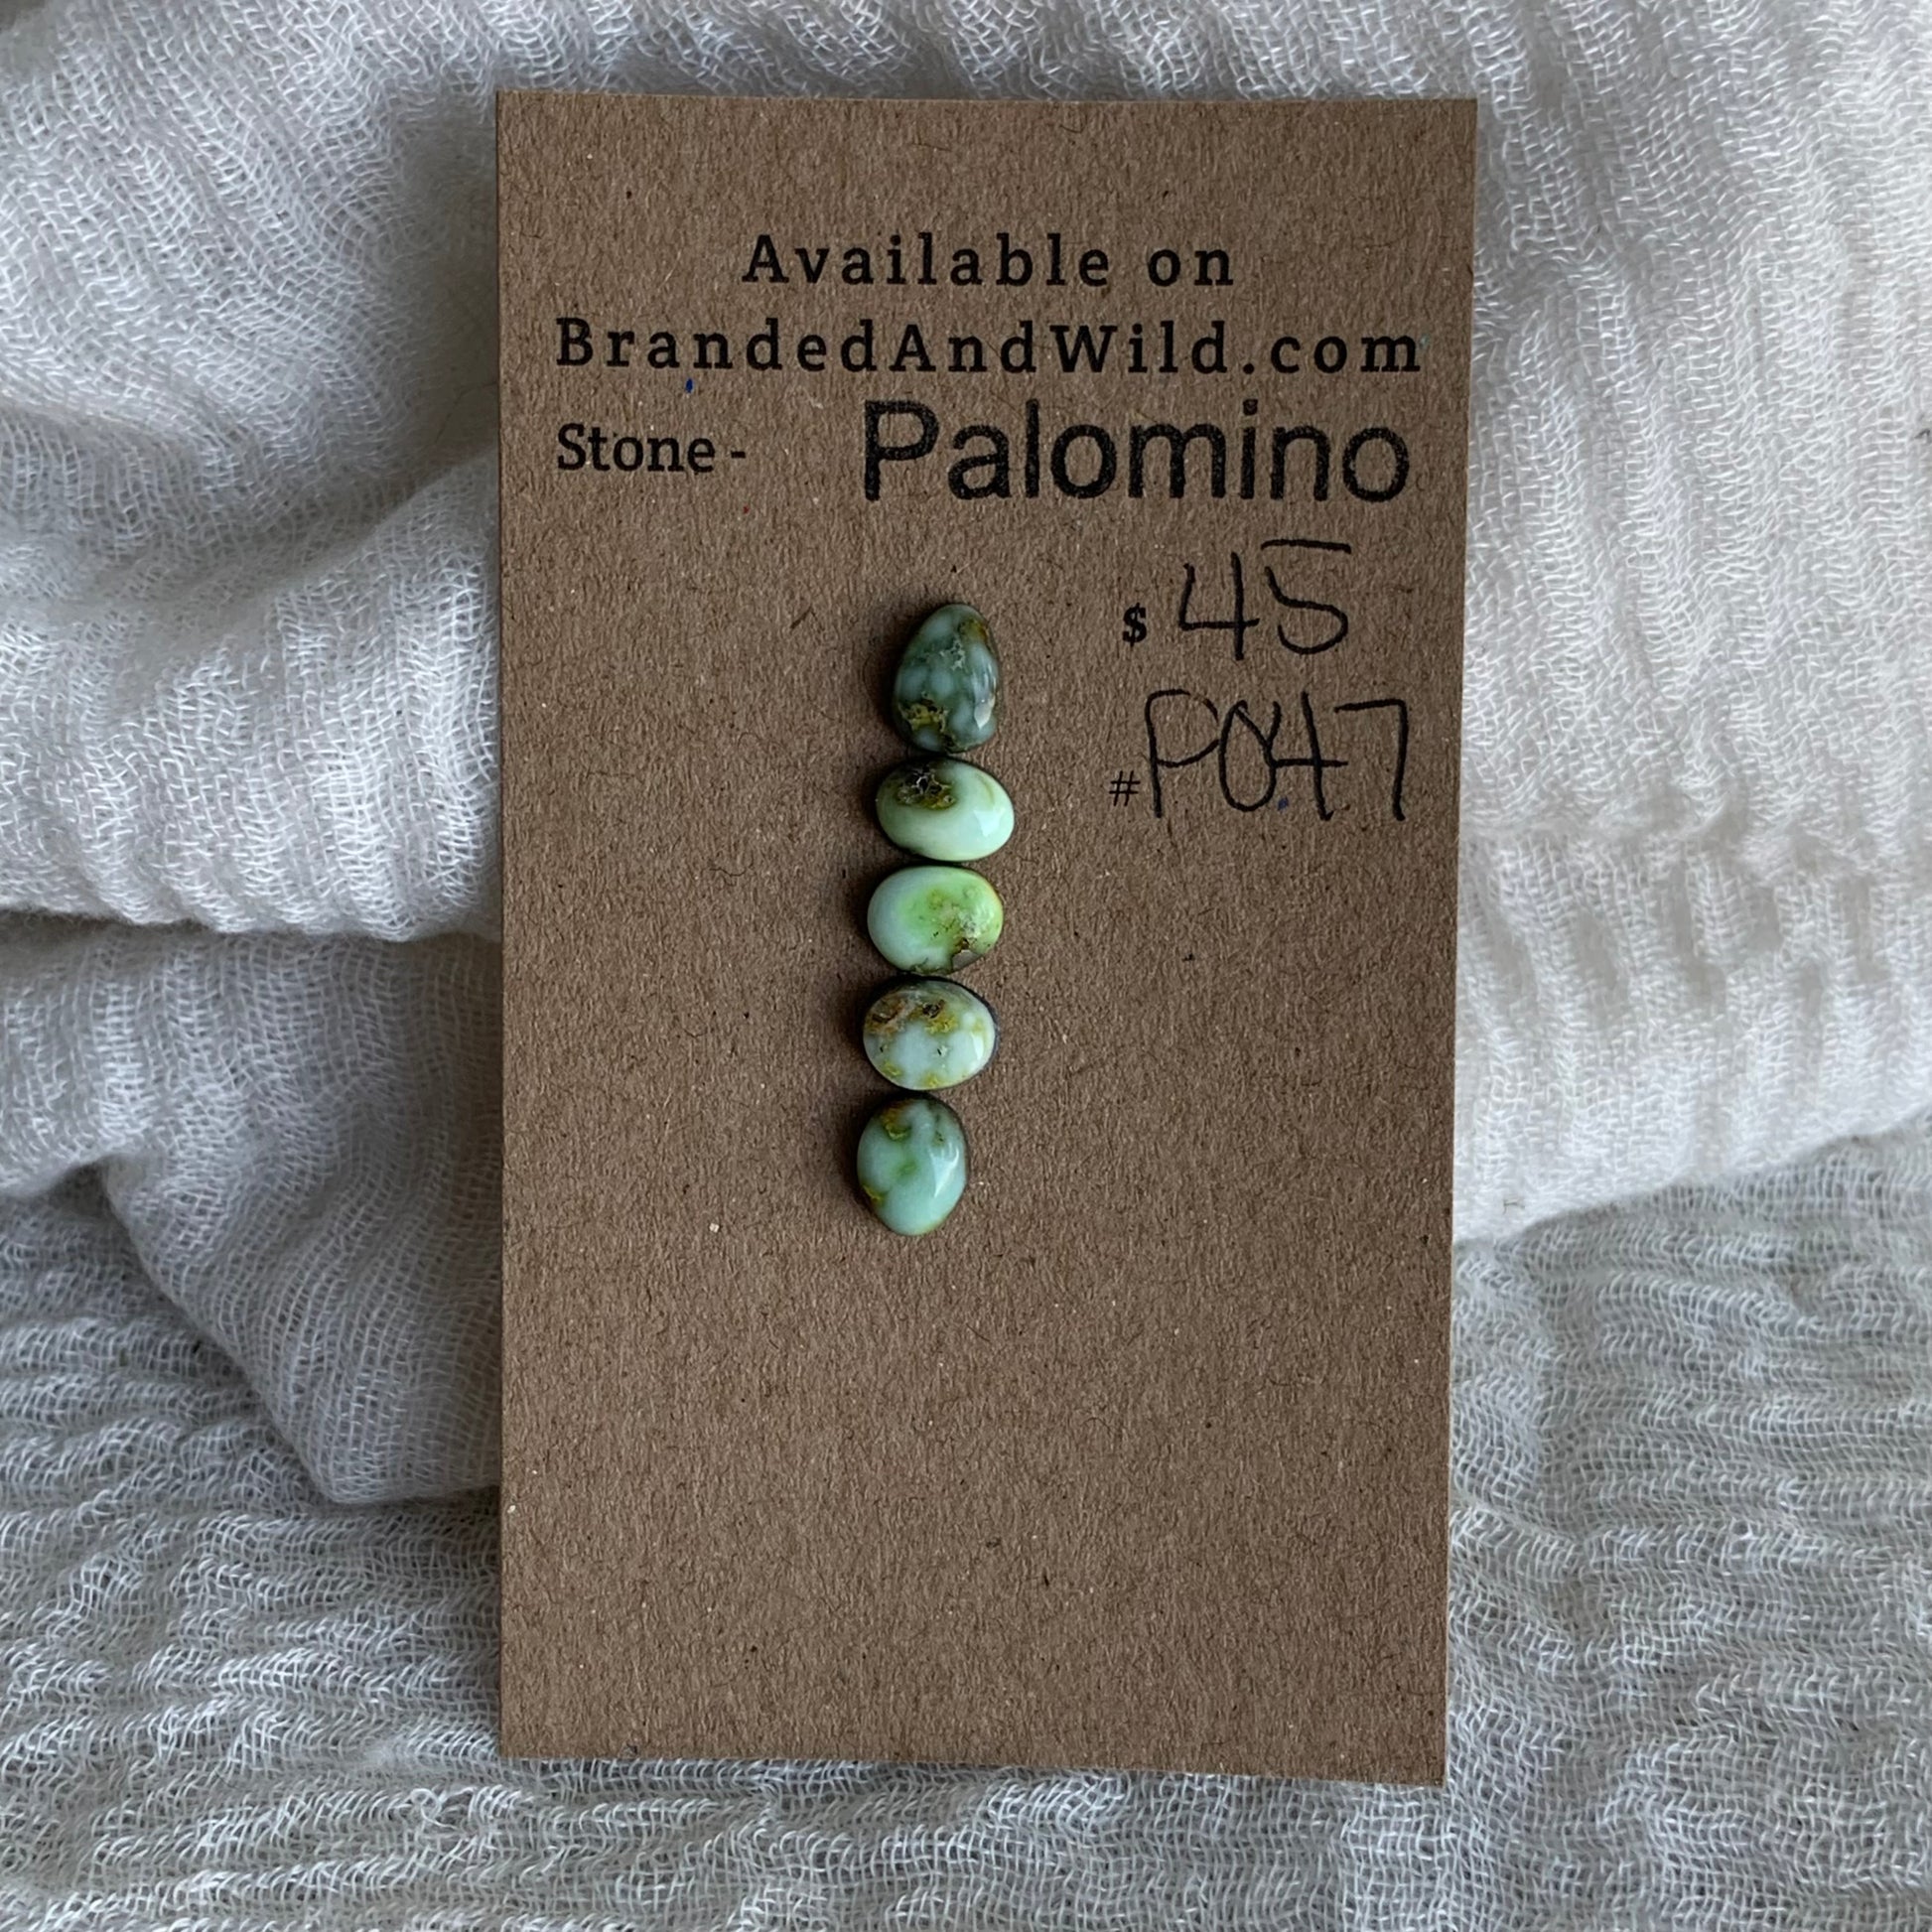 Available on
BrandedAndWild.com
Stone - Palomino
$ 45
#P047